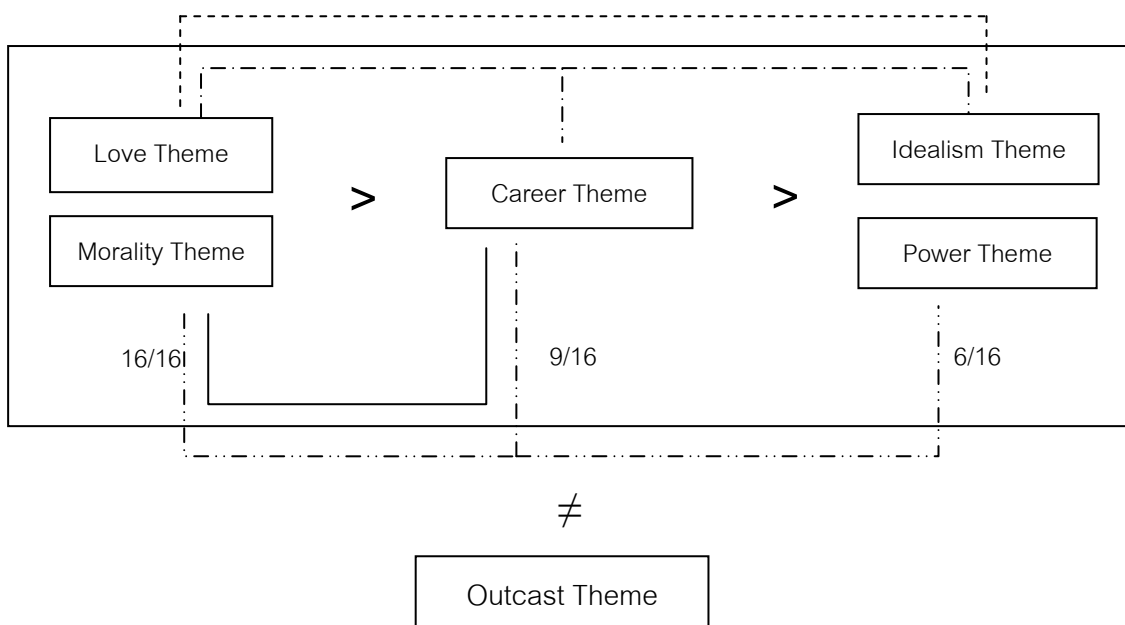 Love Theme
Idealism Theme
>
Career Theme
>
Morality Theme
Power Theme
16/16
9/16
6/16
≠
Outcast Theme